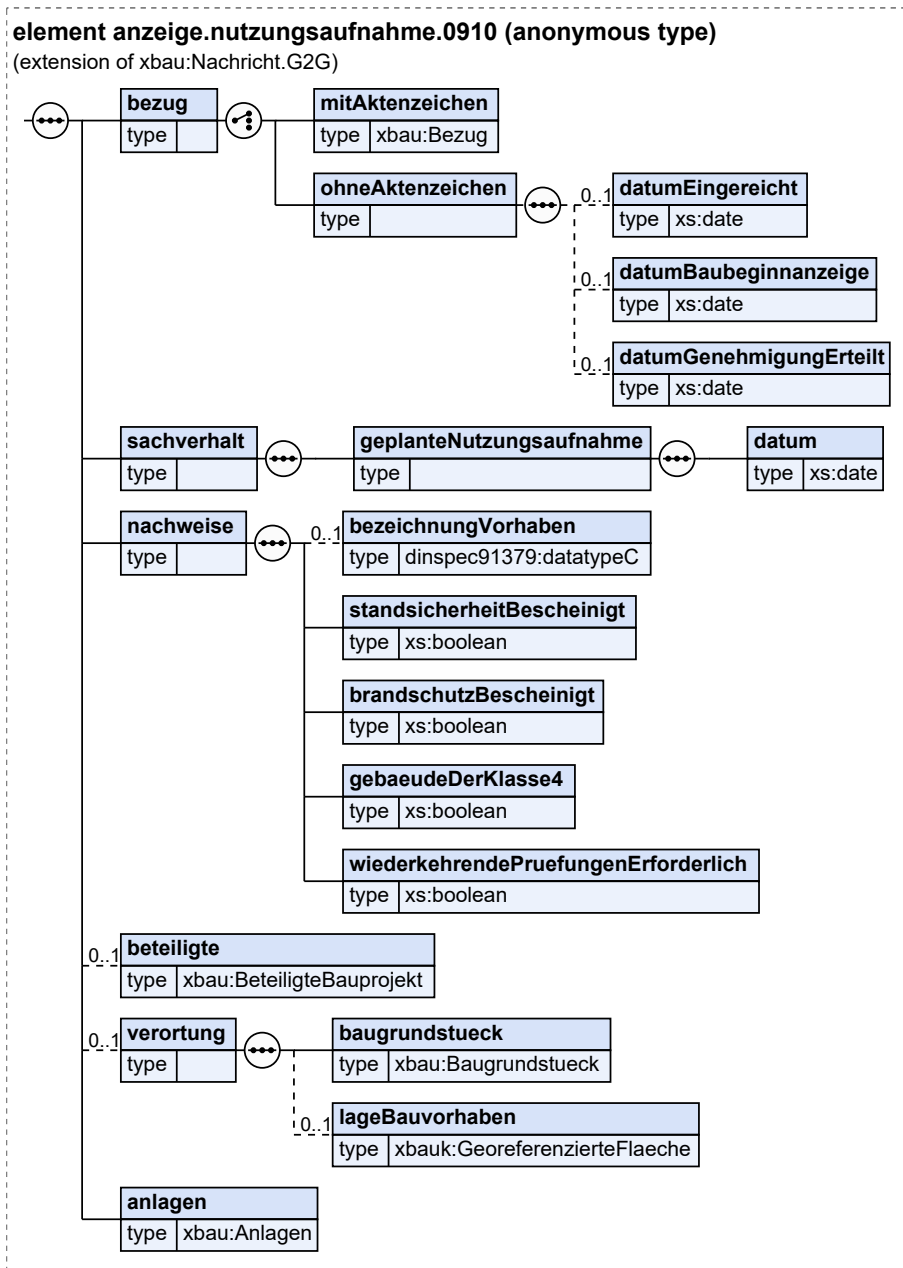 element anzeige.nutzungsaufnahme.0910 (anonymous type)
(extension of xbau:Nachricht.G2G)
bezug
type
mitAktenzeichen
type xbau:Bezug
ohneAktenzeichen
type
0..1 datumEingereicht
type xs:date
0..1 datumBaubeginnanzeige
type xs:date
0..1 datumGenehmigungErteilt
type xs:date
sachverhalt
type
geplanteNutzungsaufnahme
type
datum
type xs:date
nachweise
type
0..1 bezeichnungVorhaben
type dinspec91379:datatypeC
standsicherheitBescheinigt
type xs:boolean
brandschutzBescheinigt
type xs:boolean
gebaeudeDerKlasse4
type xs:boolean
wiederkehrendePruefungenErforderlich
type xs:boolean
0..1 beteiligte
type xbau:BeteiligteBauprojekt
0..1 verortung
type
baugrundstueck
type xbau:Baugrundstueck
0..1 lageBauvorhaben
type xbauk:GeoreferenzierteFlaeche
anlagen
type xbau:Anlagen